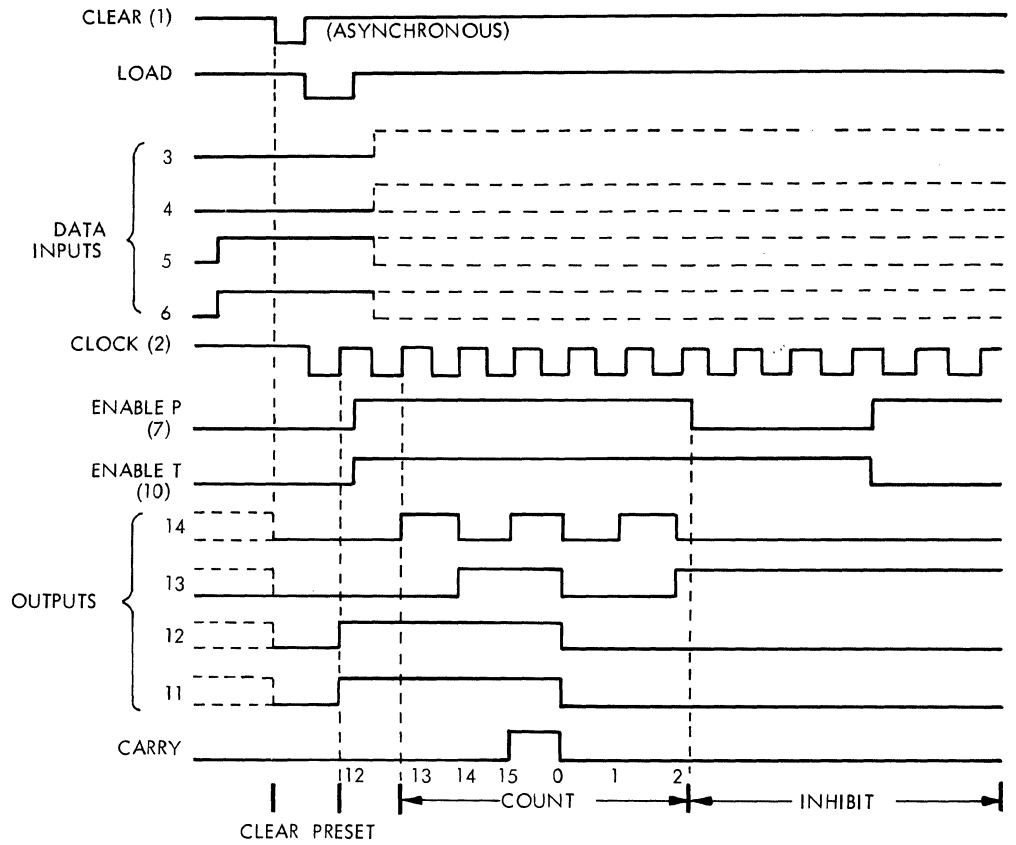 CLEAR (1)
(ASYNCHRONOUS)
LOAD
3
4
DATA
INPUTS
5
6
CLOCK (2)
ENABLE P
(7)
ENABLE T
(10)
14
13
OUTPUTS
12
11
CARRY
12 13 14 15 0 1 2
COUNT INHIBIT
CLEAR PRESET